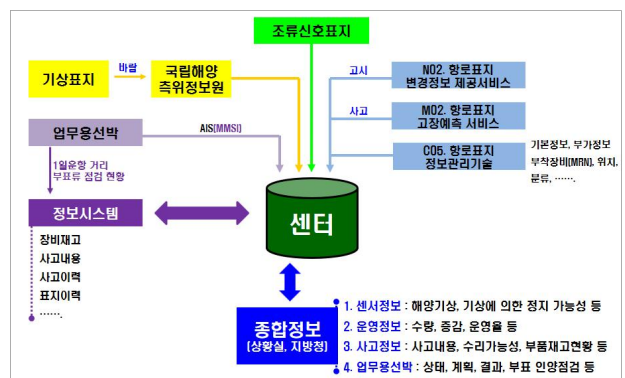 조류신호표지
기상표지
바람
국립해양
측위정보원
고시
N02. 항로표지
변경정보 제공서비스
업무용선박
AIS(MMSI)
사고
M02. 항로표지
고장예측 서비스
C05. 항로표지
정보관리기술
기본정보, 부가정보
부착장비(MRN), 위치,
분류, …….
1일운항 거리
부표류 점검 현황
정보시스템
센터
장비재고
사고내용
사고이력
표지이력
…….
종합정보
(상황실, 지방청)
1. 센서정보 : 해양기상, 기상에 의한 정지 가능성 등
2. 운영정보 : 수량, 증감, 운영율 등
3. 사고정보 : 사고내용, 수리가능성, 부품재고현황 등
4. 업무용선박 : 상태, 계획, 결과, 부표 인양점검 등